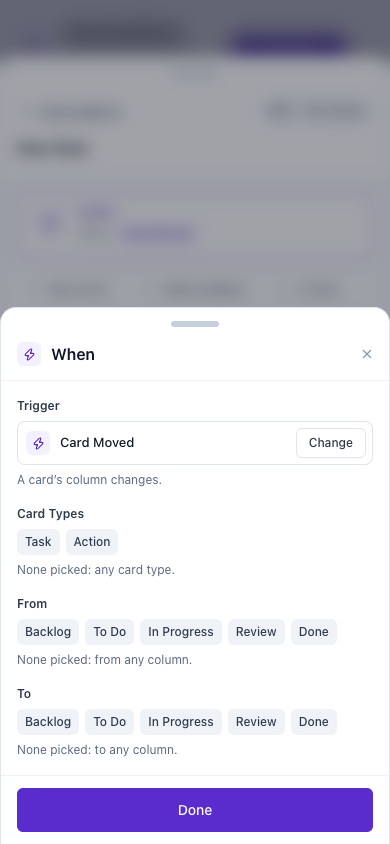 When
×
Trigger
Card Moved
Change
A card's column changes.
Card Types
Task Action
None picked: any card type.
From
Backlog To Do In Progress Review Done
None picked: from any column.
To
Backlog To Do In Progress Review Done
None picked: to any column.
Done